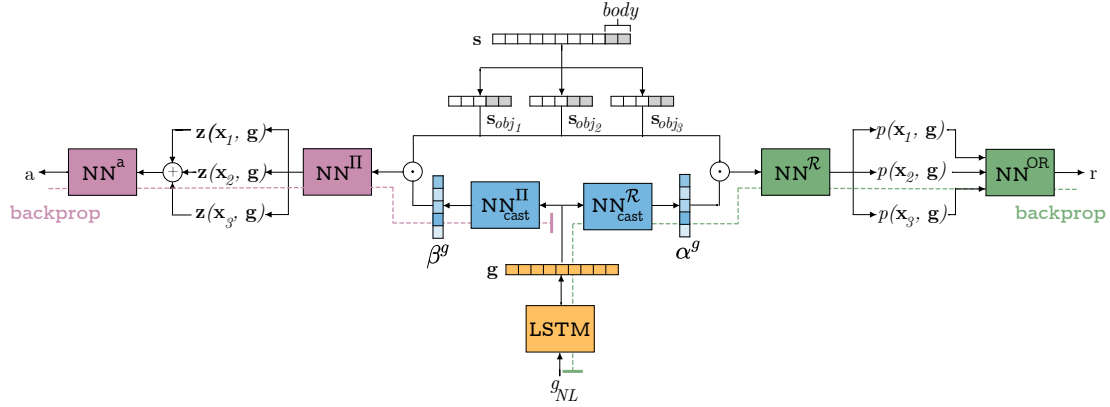 body
s
s_obj₁ s_obj₂ s_obj₃
z(x₁, g) NN^Π NN^ℛ p(x₁, g)
a NN^a + z(x₂, g) p(x₂, g) NN^OR r
z(x₃, g) NN^Π_cast NN^ℛ_cast p(x₃, g)
backprop backprop
β^g α^g
g
LSTM
g_NL